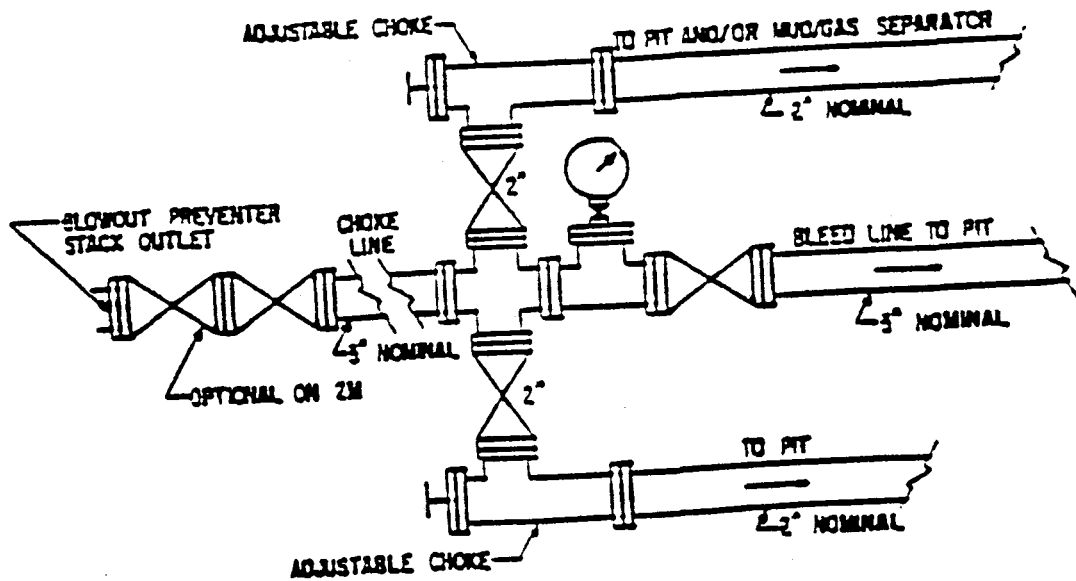 ADJUSTABLE CHOKE
TO PIT AND/OR MUD/GAS SEPARATOR
2" NOMINAL
2"
BLOWOUT PREVENTER
STACK OUTLET
CHOKE
LINE
BLEED LINE TO PIT
3" NOMINAL
3" NOMINAL
OPTIONAL ON 2M
2"
TO PIT
2" NOMINAL
ADJUSTABLE CHOKE